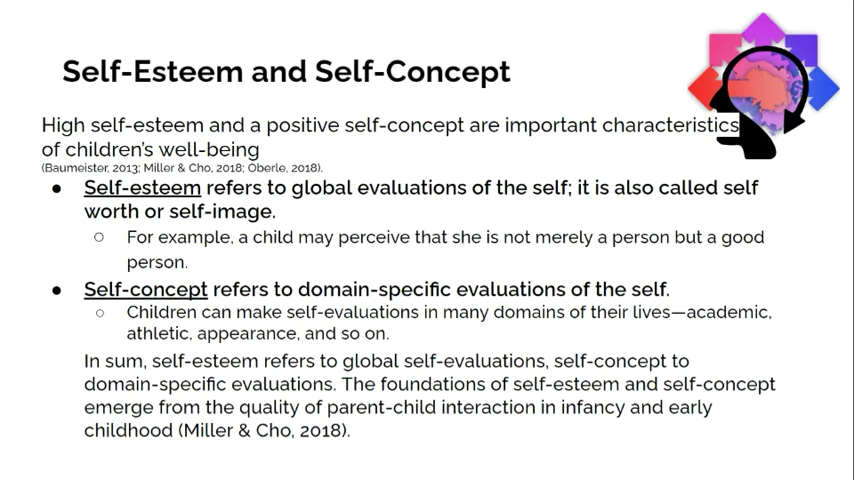 Self-Esteem and Self-Concept
High self-esteem and a positive self-concept are important characteristics
of children's well-being
(Baumeister, 2013; Miller & Cho, 2018; Oberle, 2018).
● Self-esteem refers to global evaluations of the self; it is also called self
worth or self-image.
○ For example, a child may perceive that she is not merely a person but a good
person.
● Self-concept refers to domain-specific evaluations of the self.
○ Children can make self-evaluations in many domains of their lives—academic,
athletic, appearance, and so on.
In sum, self-esteem refers to global self-evaluations, self-concept to
domain-specific evaluations. The foundations of self-esteem and self-concept
emerge from the quality of parent-child interaction in infancy and early
childhood (Miller & Cho, 2018).